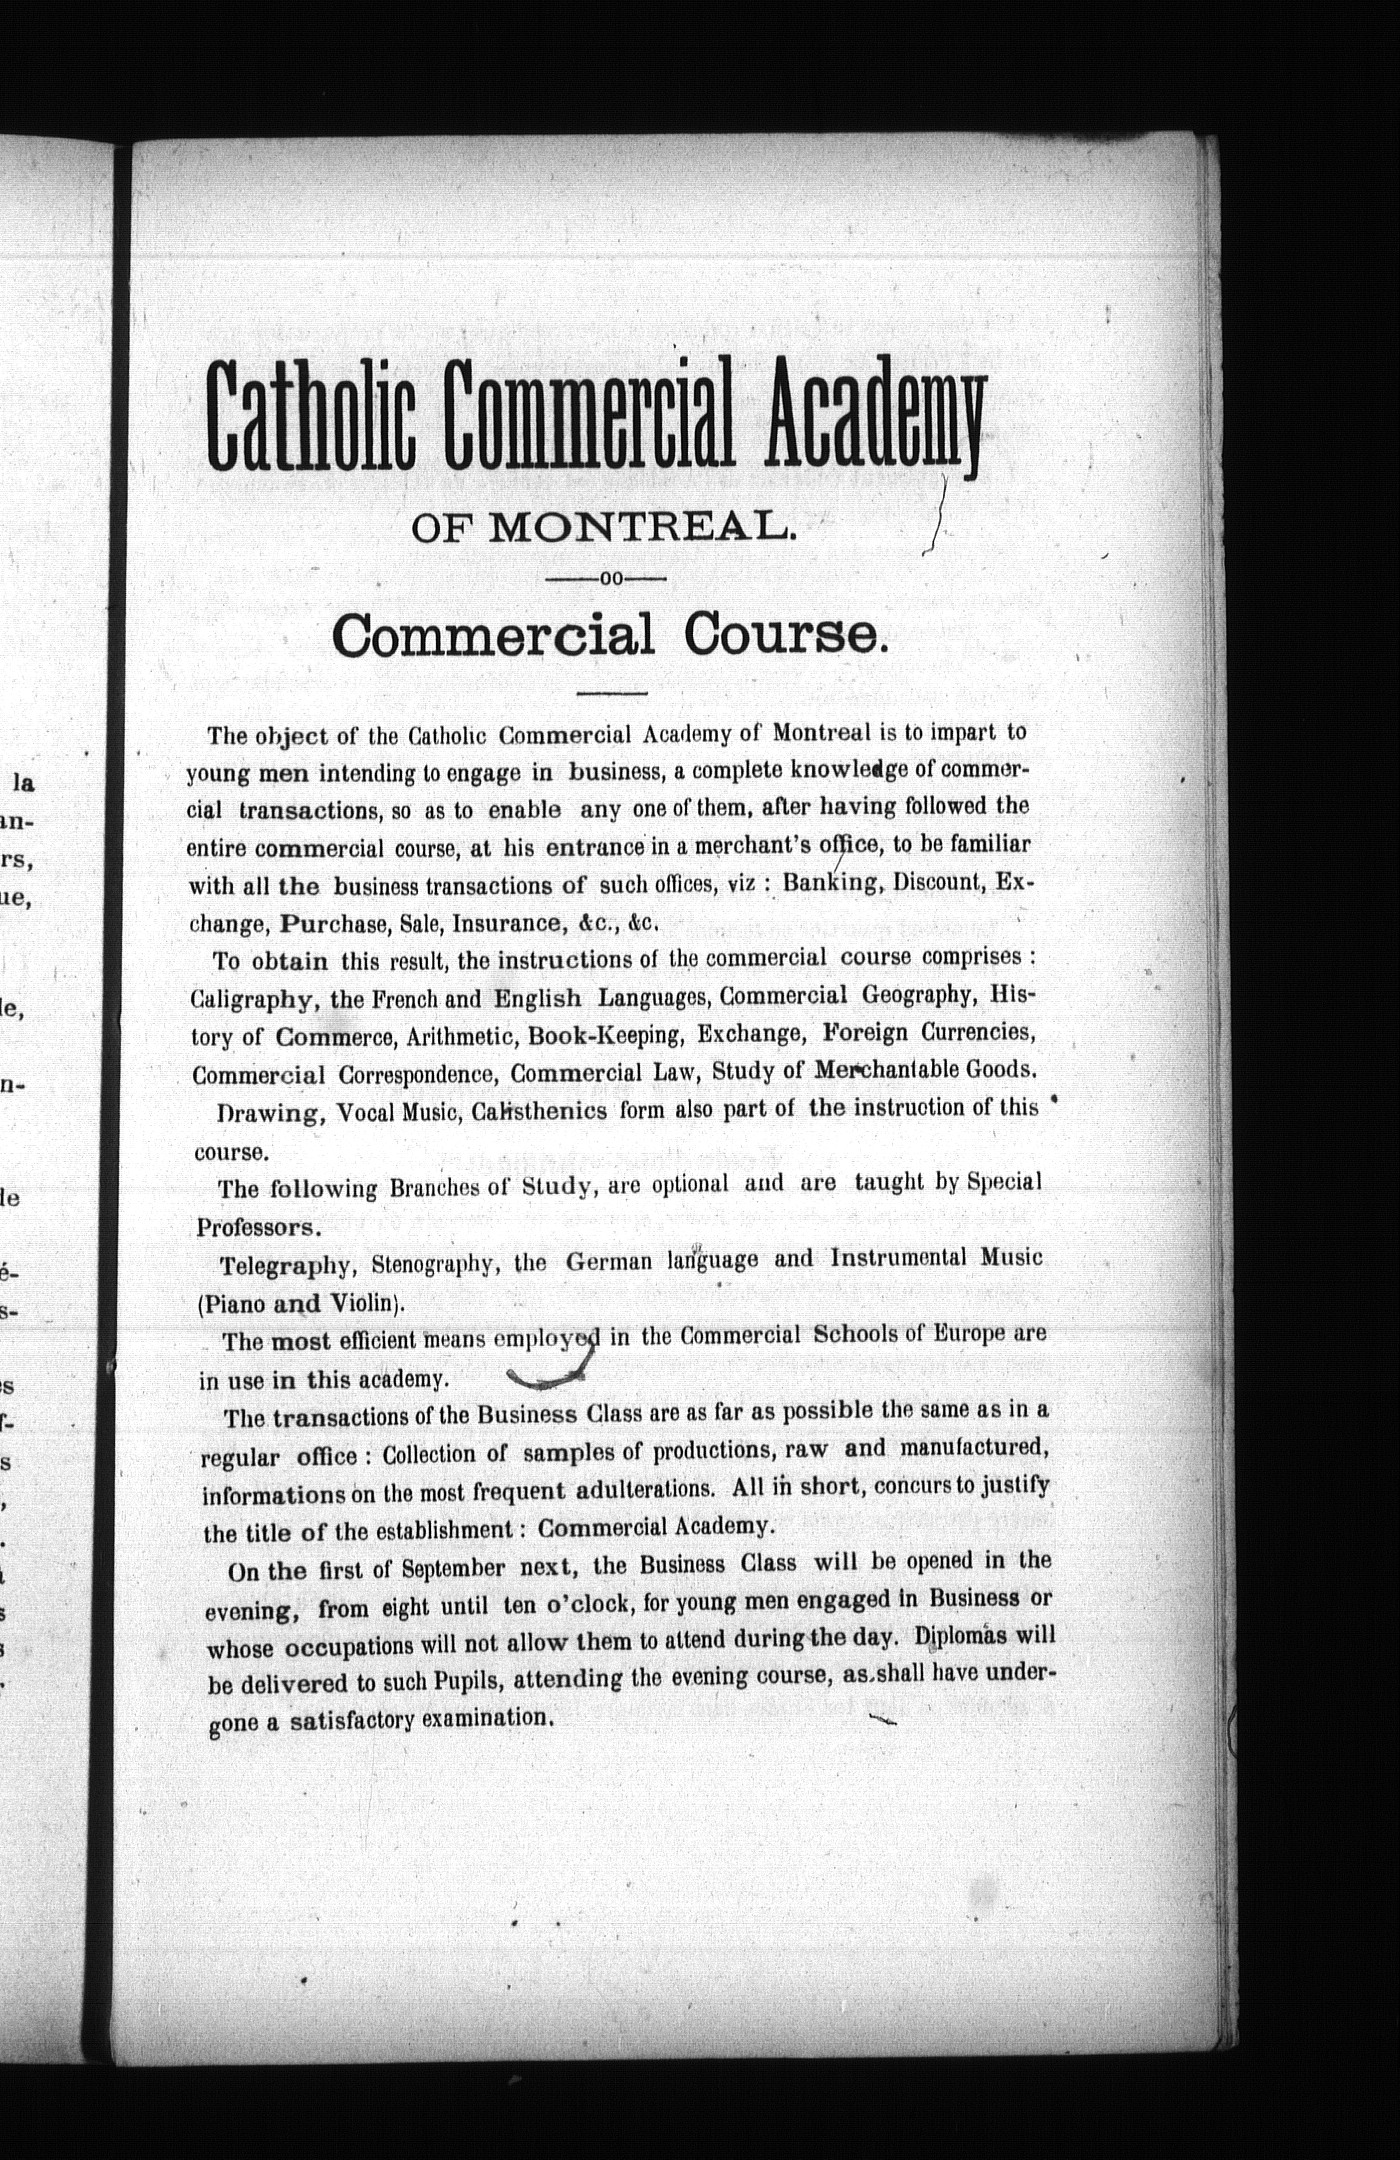 Catholic Commercial Academy
OF MONTREAL.
——oo——
Commercial Course.
The object of the Catholic Commercial Academy of Montreal is to impart to
young men intending to engage in business, a complete knowledge of commer-
cial transactions, so as to enable any one of them, after having followed the
entire commercial course, at his entrance in a merchant's office, to be familiar
with all the business transactions of such offices, viz : Banking, Discount, Ex-
change, Purchase, Sale, Insurance, &c., &c.
To obtain this result, the instructions of the commercial course comprises :
Caligraphy, the French and English Languages, Commercial Geography, His-
tory of Commerce, Arithmetic, Book-Keeping, Exchange, Foreign Currencies,
Commercial Correspondence, Commercial Law, Study of Merchantable Goods.
Drawing, Vocal Music, Calisthenics form also part of the instruction of this
course.
The following Branches of Study, are optional and are taught by Special
Professors.
Telegraphy, Stenography, the German language and Instrumental Music
(Piano and Violin).
The most efficient means employed in the Commercial Schools of Europe are
in use in this academy.
The transactions of the Business Class are as far as possible the same as in a
regular office : Collection of samples of productions, raw and manufactured,
informations on the most frequent adulterations. All in short, concurs to justify
the title of the establishment : Commercial Academy.
On the first of September next, the Business Class will be opened in the
evening, from eight until ten o'clock, for young men engaged in Business or
whose occupations will not allow them to attend during the day. Diplomas will
be delivered to such Pupils, attending the evening course, as shall have under-
gone a satisfactory examination.